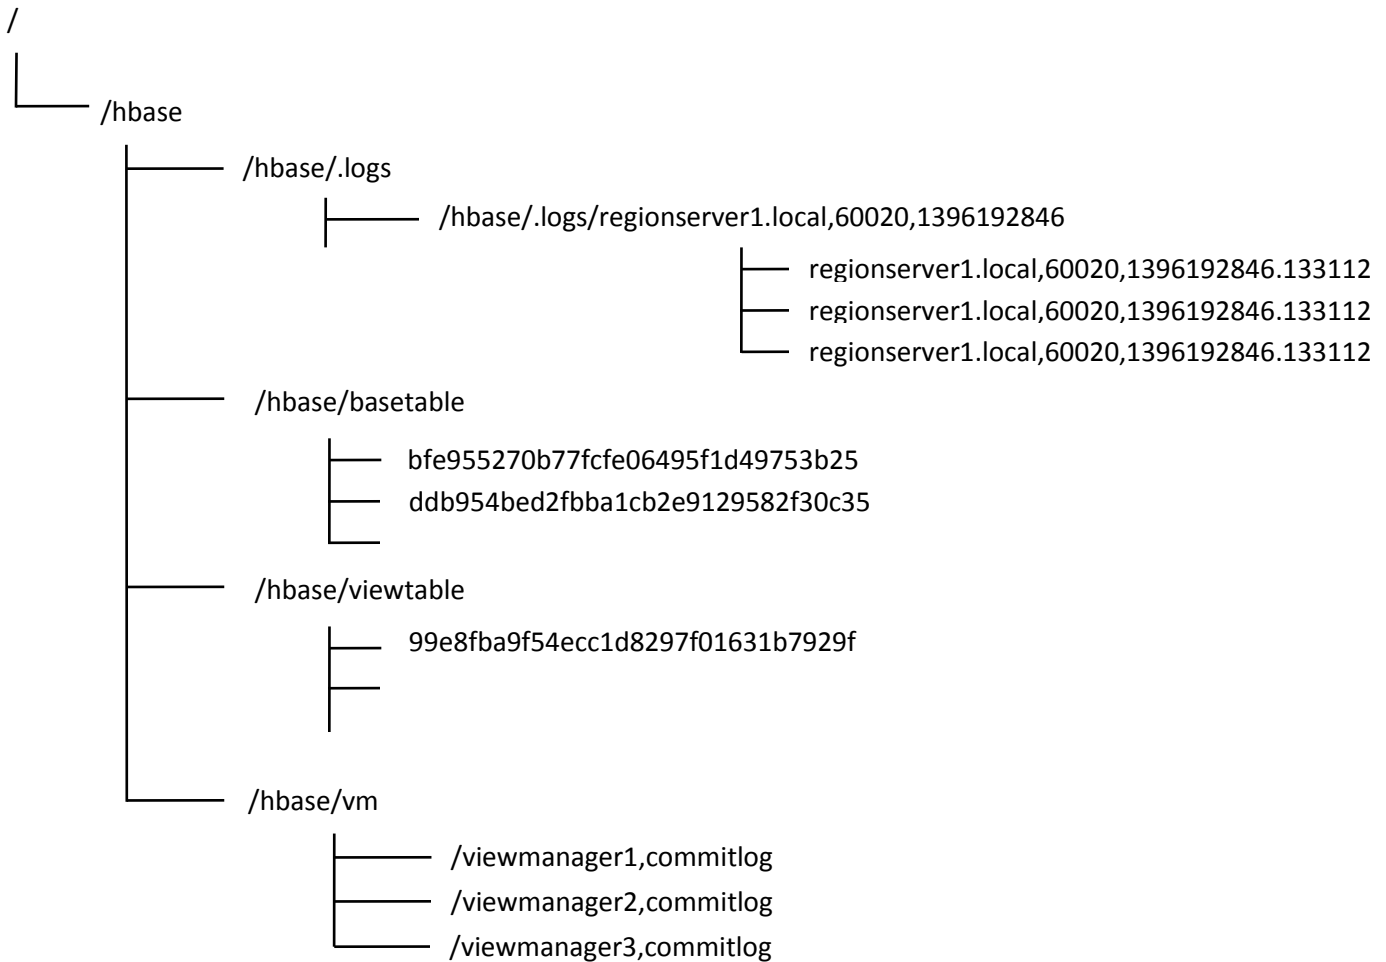 /
/hbase
/hbase/.logs
/hbase/.logs/regionserver1.local,60020,1396192846
regionserver1.local,60020,1396192846.133112
regionserver1.local,60020,1396192846.133112
regionserver1.local,60020,1396192846.133112
/hbase/basetable
bfe955270b77fcfe06495f1d49753b25
ddb954bed2fbba1cb2e9129582f30c35
/hbase/viewtable
99e8fba9f54ecc1d8297f01631b7929f
/hbase/vm
/viewmanager1,commitlog
/viewmanager2,commitlog
/viewmanager3,commitlog